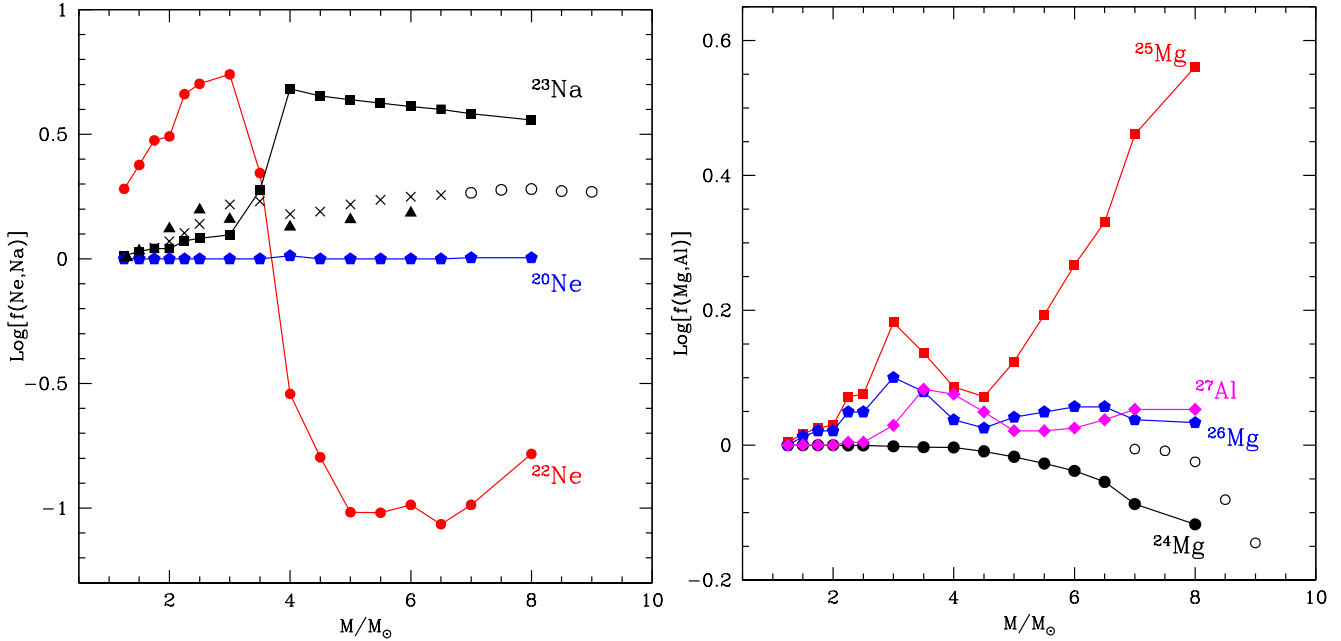 1
0.5
0
−0.5
−1
Log[f(Ne,Na)]
²³Na
²⁰Ne
²²Ne
2
4
6
8
10
M/M☉
0.6
0.4
0.2
0
−0.2
Log[f(Mg,Al)]
²⁵Mg
²⁷Al
²⁶Mg
²⁴Mg
2
4
6
8
10
M/M☉